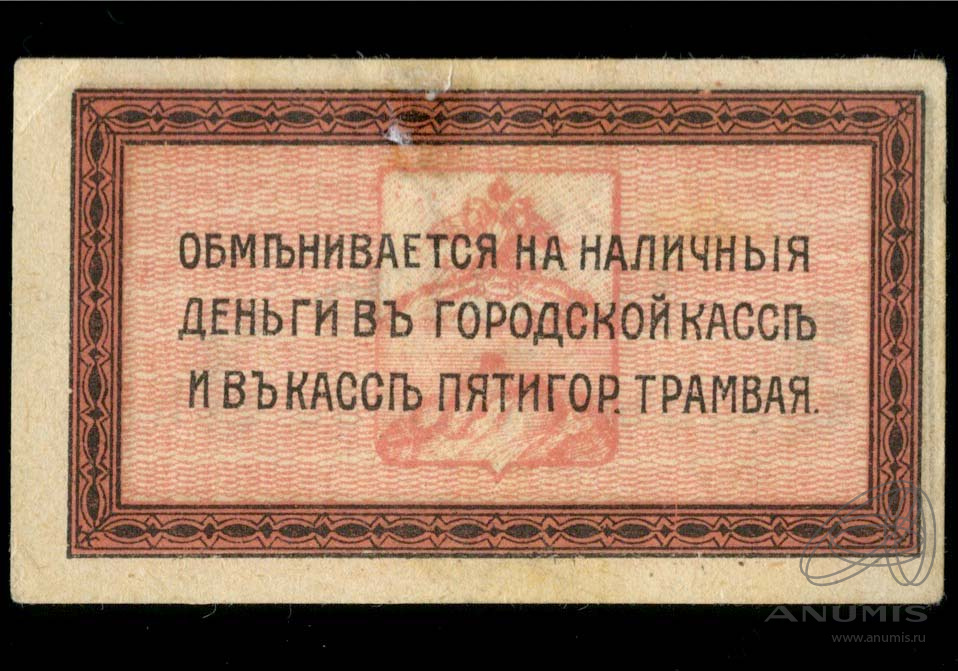 ОБМѢНИВАЕТСЯ НА НАЛИЧНЫЯ
ДЕНЬГИ ВЪ ГОРОДСКОЙ КАССѢ
И ВЪ КАССѢ ПЯТИГОР. ТРАМВАЯ.
ANUMIS
www.anumis.ru